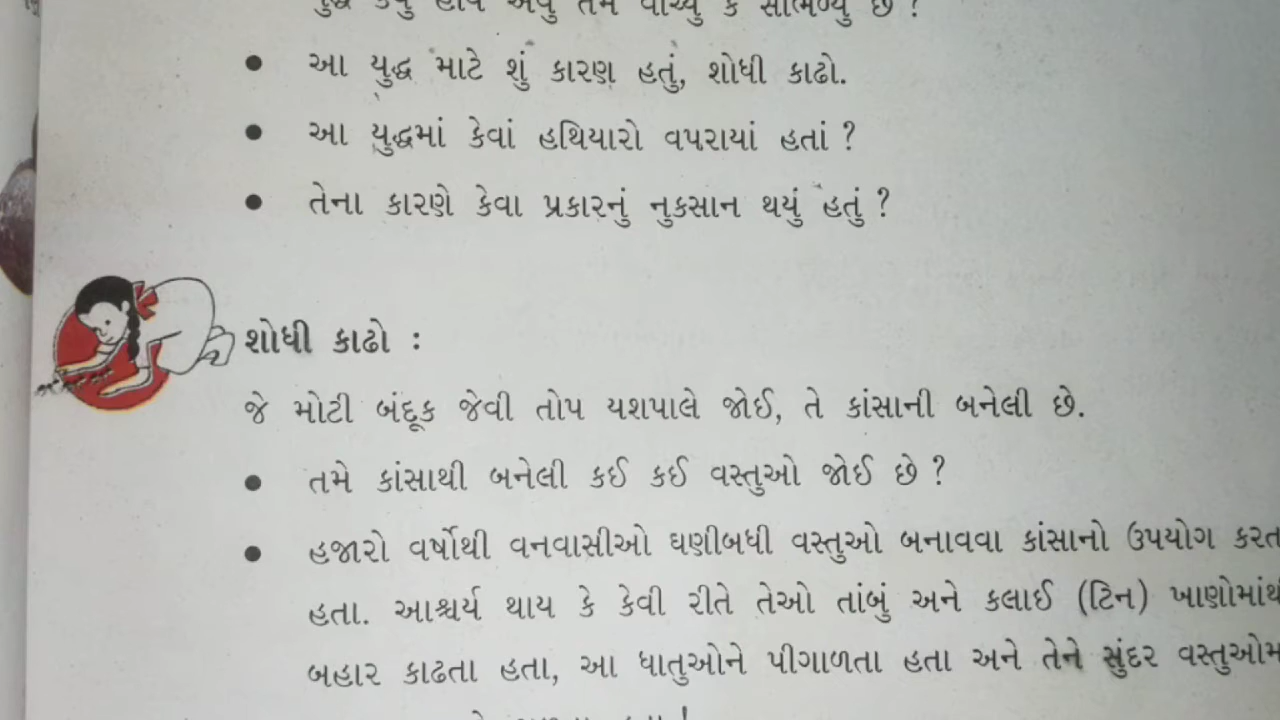 આ યુદ્ધ માટે શું કારણ હતું, શોધી કાઢો.
આ યુદ્ધમાં કેવાં હથિયારો વપરાયાં હતાં ?
તેના કારણે કેવા પ્રકારનું નુકસાન થયું હતું ?
શોધી કાઢો :
જે મોટી બંદૂક જેવી તોપ યશપાલે જોઈ, તે કાંસાની બનેલી છે.
તમે કાંસાથી બનેલી કઈ કઈ વસ્તુઓ જોઈ છે ?
હજારો વર્ષોથી વનવાસીઓ ઘણીબધી વસ્તુઓ બનાવવા કાંસાનો ઉપયોગ કરત
હતા. આશ્ચર્ય થાય કે કેવી રીતે તેઓ તાંબું અને કલાઈ (ટિન) ખાણોમાંથ
બહાર કાઢતા હતા, આ ધાતુઓને પીગાળતા હતા અને તેને સુંદર વસ્તુઓમ